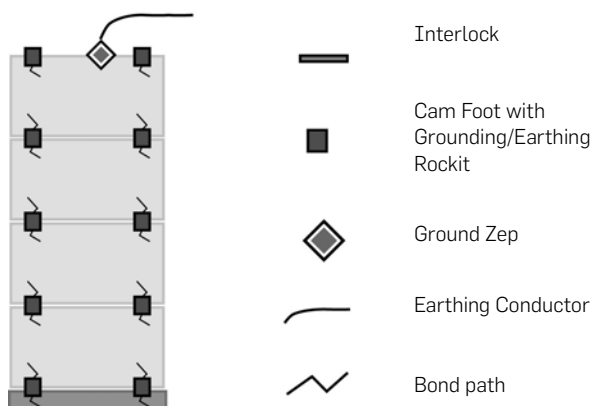 Interlock
Cam Foot with
Grounding/Earthing
Rockit
Ground Zep
Earthing Conductor
Bond path